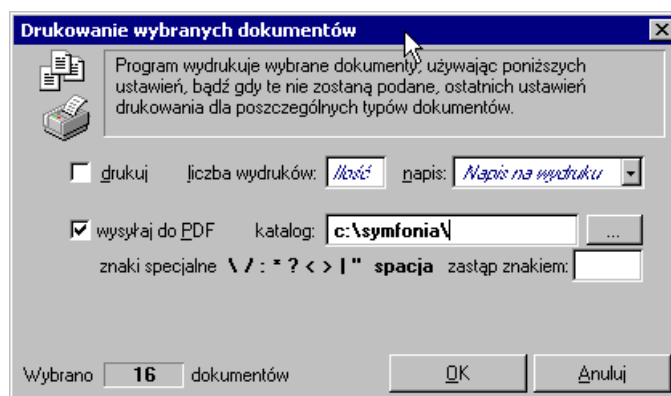 Drukowanie wybranych dokumentów
Program wydrukuje wybrane dokumenty, używając poniższych
ustawień, bądź gdy te nie zostaną podane, ostatnich ustawień
drukowania dla poszczególnych typów dokumentów.
drukuj liczba wydruków: Ilość napis: Napis na wydruku
wysyłaj do PDF katalog: c:\symfonia\ ...
znaki specjalne \ / : * ? < > | " spacja zastąp znakiem:
Wybrano 16 dokumentów OK Anuluj